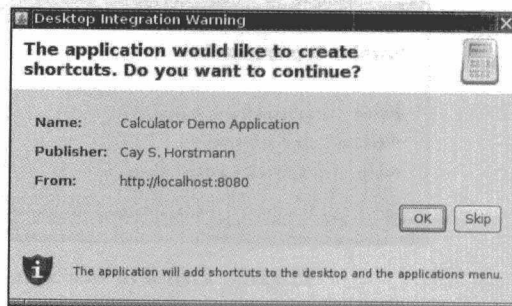 Desktop Integration Warning
The application would like to create
shortcuts. Do you want to continue?
Name: Calculator Demo Application
Publisher: Cay S. Horstmann
From: http://localhost:8080
OK Skip
The application will add shortcuts to the desktop and the applications menu.